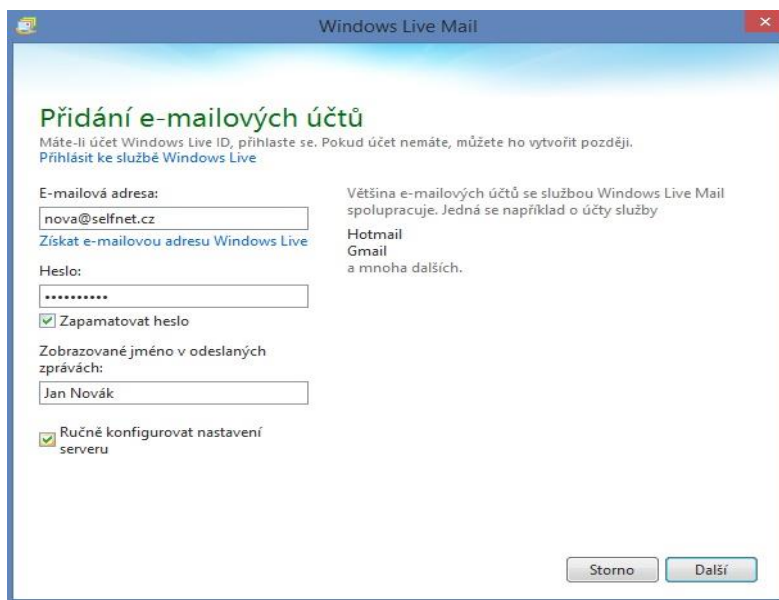 Windows Live Mail
Přidání e-mailových účtů
Máte-li účet Windows Live ID, přihlaste se. Pokud účet nemáte, můžete ho vytvořit později.
Přihlásit ke službě Windows Live
E-mailová adresa:
nova@selfnet.cz
Získat e-mailovou adresu Windows Live
Heslo:
••••••••••
Zapamatovat heslo
Zobrazované jméno v odeslaných
zprávách:
Jan Novák
Ručně konfigurovat nastavení
serveru
Většina e-mailových účtů se službou Windows Live Mail
spolupracuje. Jedná se například o účty služby
Hotmail
Gmail
a mnoha dalších.
Storno
Další